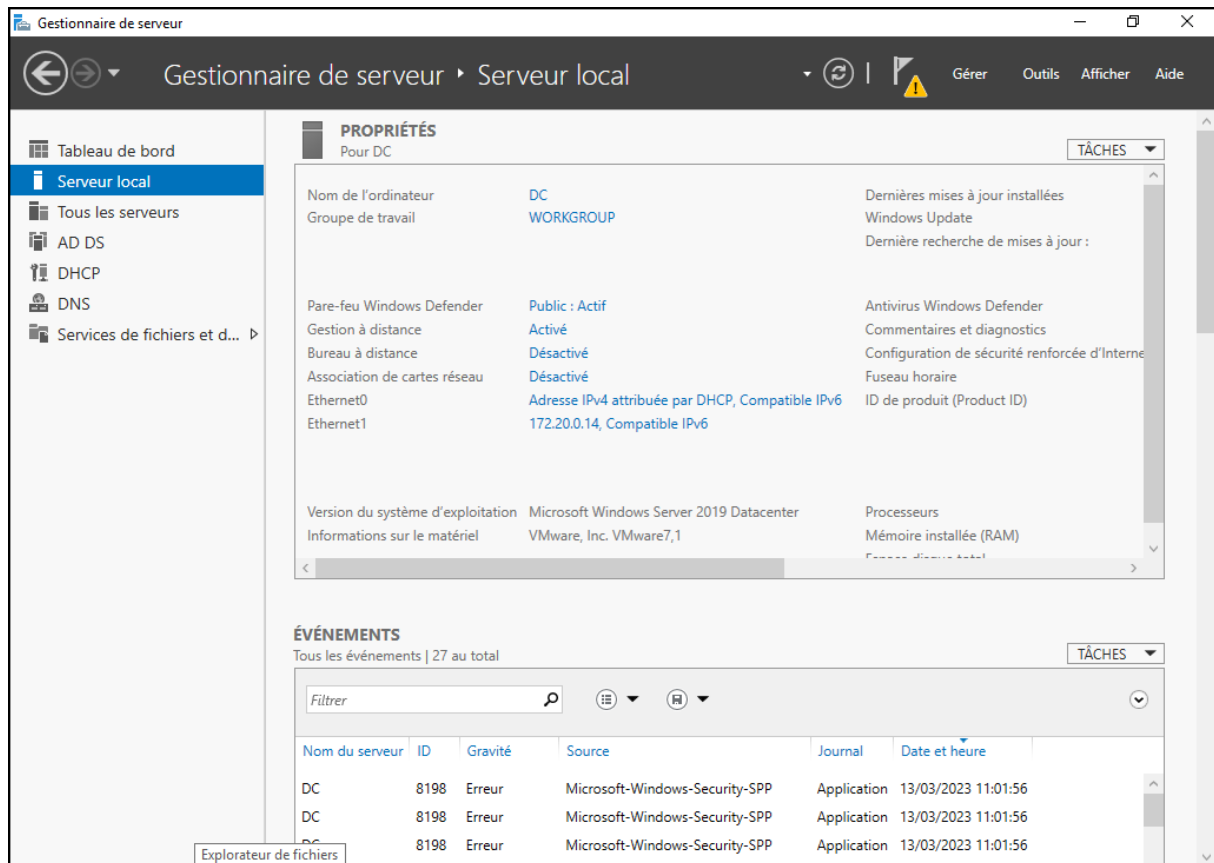 Gestionnaire de serveur
Gestionnaire de serveur ‣ Serveur local
Gérer Outils Afficher Aide
Tableau de bord
Serveur local
Tous les serveurs
AD DS
DHCP
DNS
Services de fichiers et d...
PROPRIÉTÉS
Pour DC
TÂCHES
Nom de l'ordinateur DC Dernières mises à jour installées
Groupe de travail WORKGROUP Windows Update
Dernière recherche de mises à jour :
Pare-feu Windows Defender Public : Actif Antivirus Windows Defender
Gestion à distance Activé Commentaires et diagnostics
Bureau à distance Désactivé Configuration de sécurité renforcée d'Interne
Association de cartes réseau Désactivé Fuseau horaire
Ethernet0 Adresse IPv4 attribuée par DHCP, Compatible IPv6 ID de produit (Product ID)
Ethernet1 172.20.0.14, Compatible IPv6
Version du système d'exploitation Microsoft Windows Server 2019 Datacenter Processeurs
Informations sur le matériel VMware, Inc. VMware7,1 Mémoire installée (RAM)
Espace disque total
ÉVÉNEMENTS
Tous les événements | 27 au total
TÂCHES
Filtrer
Nom du serveur ID Gravité Source Journal Date et heure
DC 8198 Erreur Microsoft-Windows-Security-SPP Application 13/03/2023 11:01:56
DC 8198 Erreur Microsoft-Windows-Security-SPP Application 13/03/2023 11:01:56
DC 8198 Erreur Microsoft-Windows-Security-SPP Application 13/03/2023 11:01:56
Explorateur de fichiers